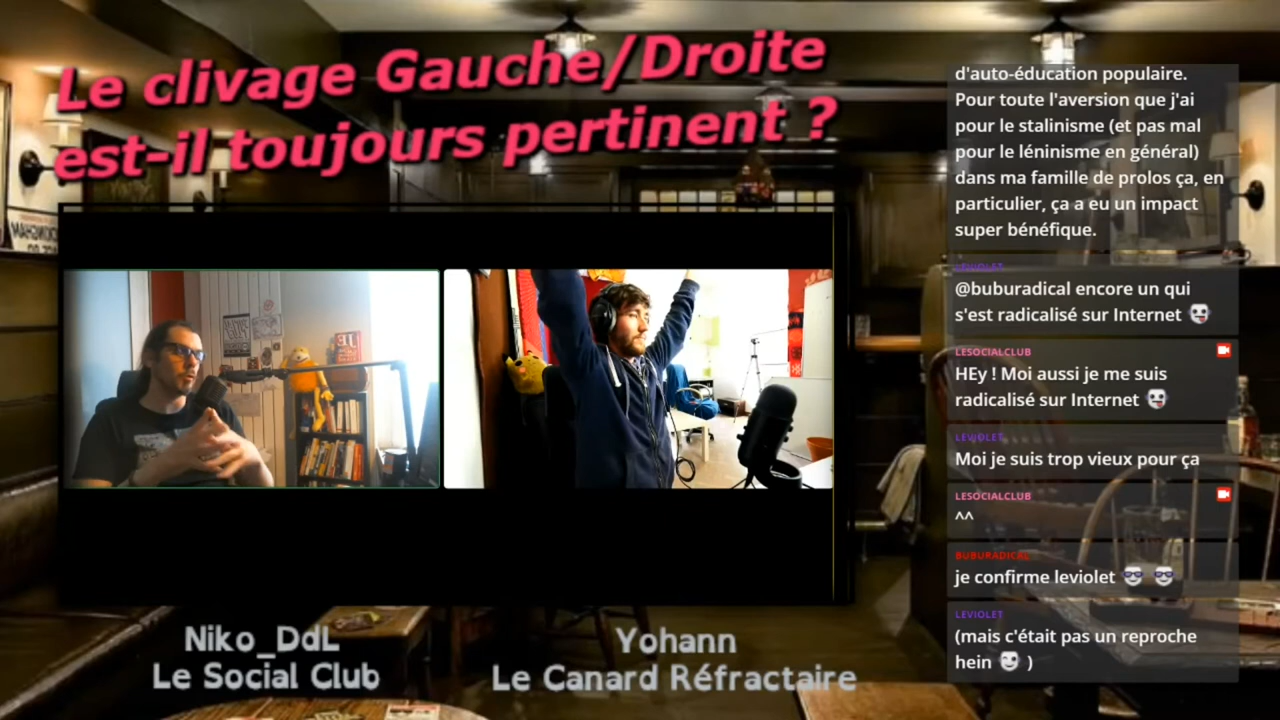 Le clivage Gauche/Droite
est-il toujours pertinent ?
Niko_DdL
Le Social Club
Yohann
Le Canard Réfractaire
d'auto-éducation populaire.
Pour toute l'aversion que j'ai
pour le stalinisme (et pas mal
pour le léninisme en général)
dans ma famille de prolos ça, en
particulier, ça a eu un impact
super bénéfique.
LEVIOLET
@buburadical encore un qui
s'est radicalisé sur Internet
LESOCIALCLUB
HEy ! Moi aussi je me suis
radicalisé sur Internet
LEVIOLET
Moi je suis trop vieux pour ça
LESOCIALCLUB
^^
BUBURADICAL
je confirme leviolet
LEVIOLET
(mais c'était pas un reproche
hein )